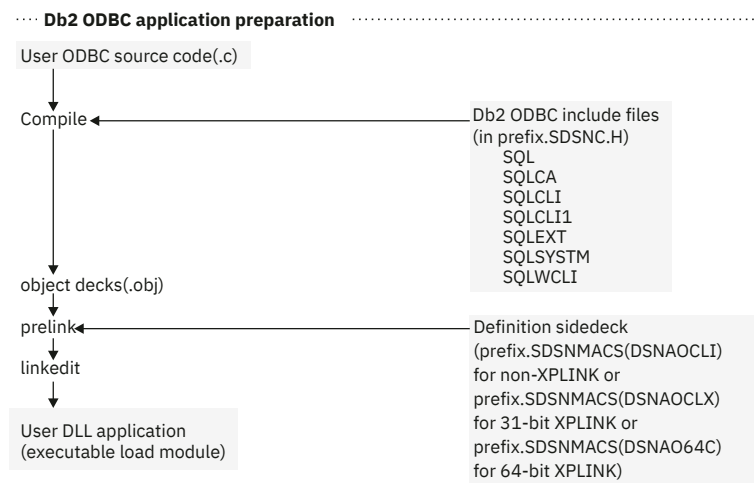 Db2 ODBC application preparation
User ODBC source code(.c)
Compile
Db2 ODBC include files
(in prefix.SDSNC.H)
SQL
SQLCA
SQLCLI
SQLCLI1
SQLEXT
SQLSYSTM
SQLWCLI
object decks(.obj)
prelink
linkedit
Definition sidedeck
(prefix.SDSNMACS(DSNAOCLI)
for non-XPLINK or
prefix.SDSNMACS(DSNAOCLX)
for 31-bit XPLINK or
prefix.SDSNMACS(DSNAO64C)
for 64-bit XPLINK)
User DLL application
(executable load module)